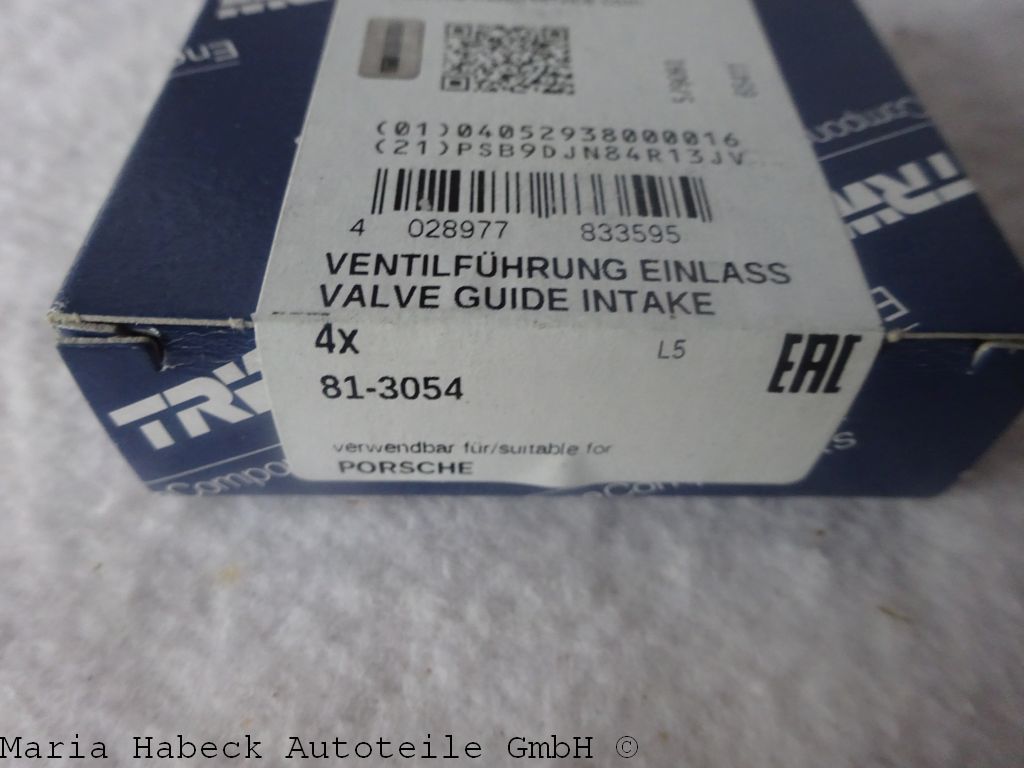 (01)04052938000016
(21)PSB9DJN84R13JV
4 028977 833595
VENTILFÜHRUNG EINLASS
VALVE GUIDE INTAKE
4x L5 EAC
81-3054
verwendbar für/suitable for
PORSCHE
TRW
Maria Habeck Autoteile GmbH ©